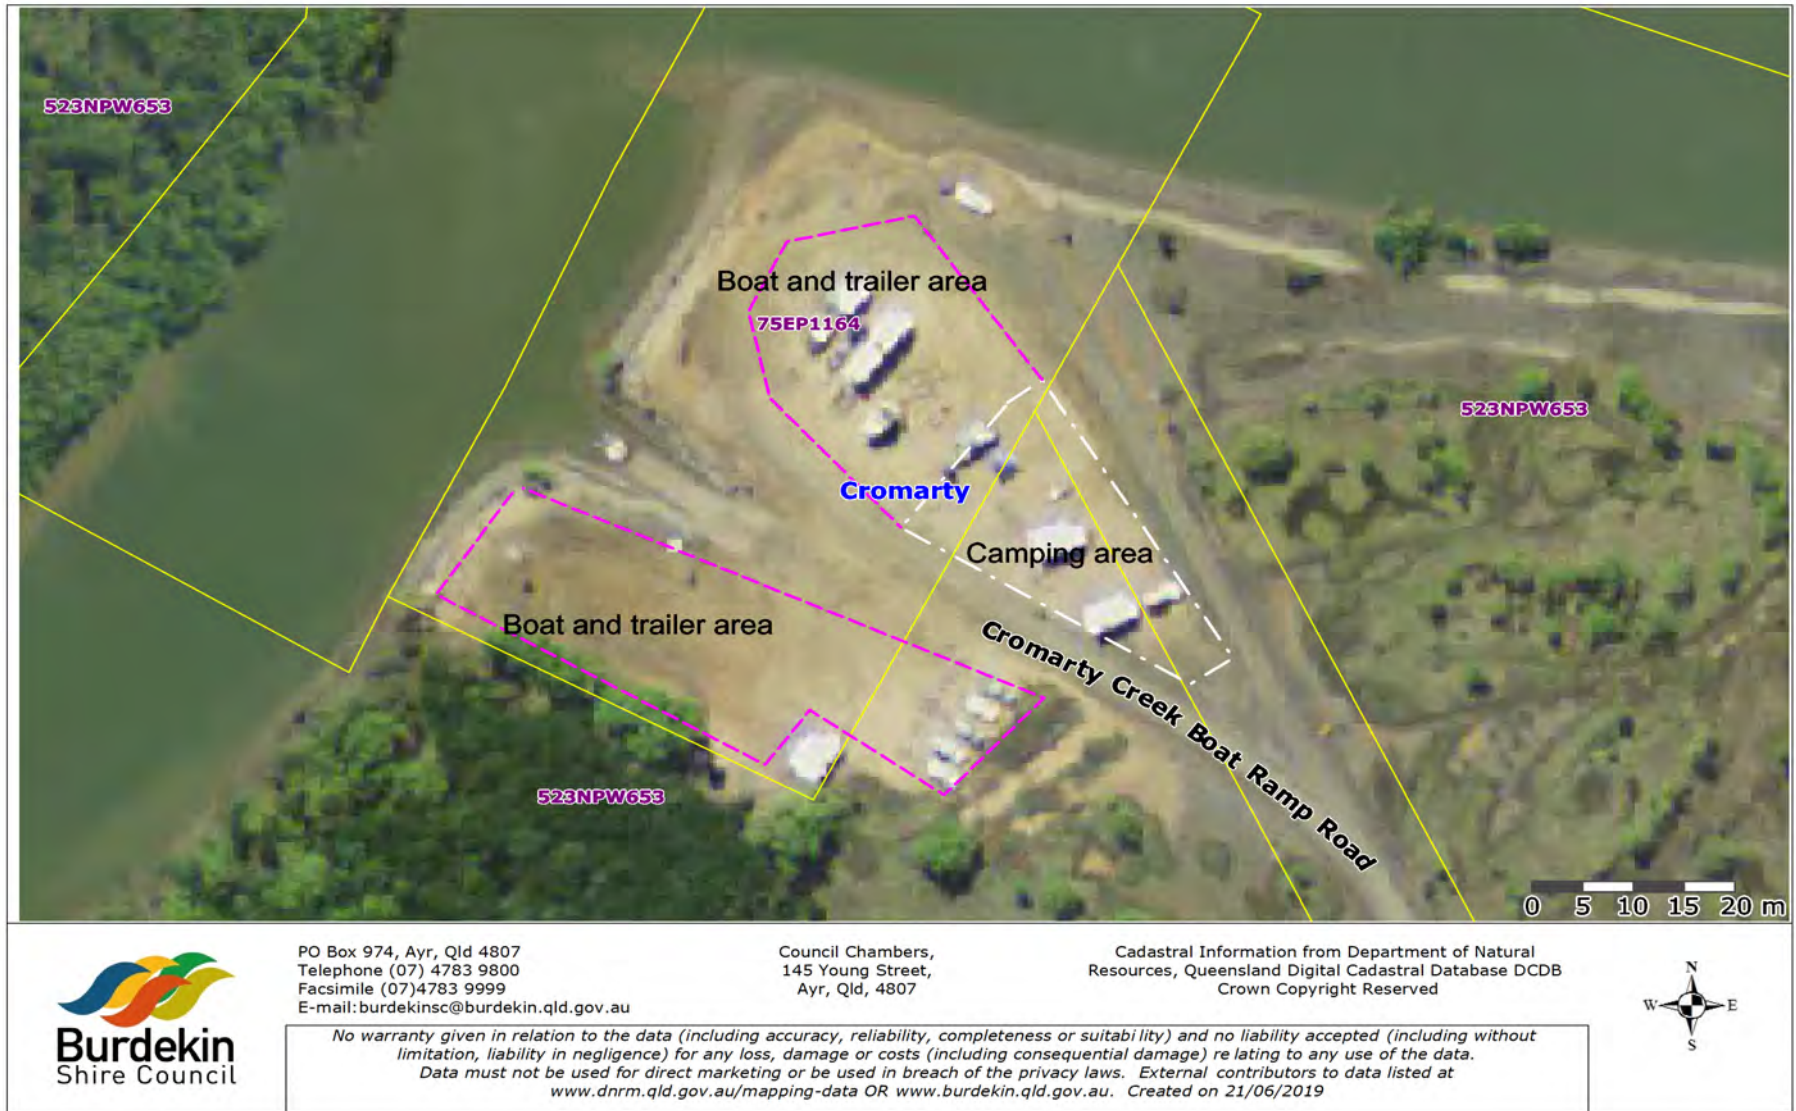 523NPW653
Boat and trailer area
75EP1164
523NPW653
Cromarty
Camping area
Boat and trailer area
Cromarty Creek Boat Ramp Road
523NPW653
0 5 10 15 20 m
Burdekin
Shire Council
PO Box 974, Ayr, Qld 4807
Telephone (07) 4783 9800
Facsimile (07)4783 9999
E-mail:burdekinsc@burdekin.qld.gov.au
Council Chambers,
145 Young Street,
Ayr, Qld, 4807
Cadastral Information from Department of Natural
Resources, Queensland Digital Cadastral Database DCDB
Crown Copyright Reserved
N
W E
S
No warranty given in relation to the data (including accuracy, reliability, completeness or suitability) and no liability accepted (including without
limitation, liability in negligence) for any loss, damage or costs (including consequential damage) relating to any use of the data.
Data must not be used for direct marketing or be used in breach of the privacy laws. External contributors to data listed at
www.dnrm.qld.gov.au/mapping-data OR www.burdekin.qld.gov.au. Created on 21/06/2019